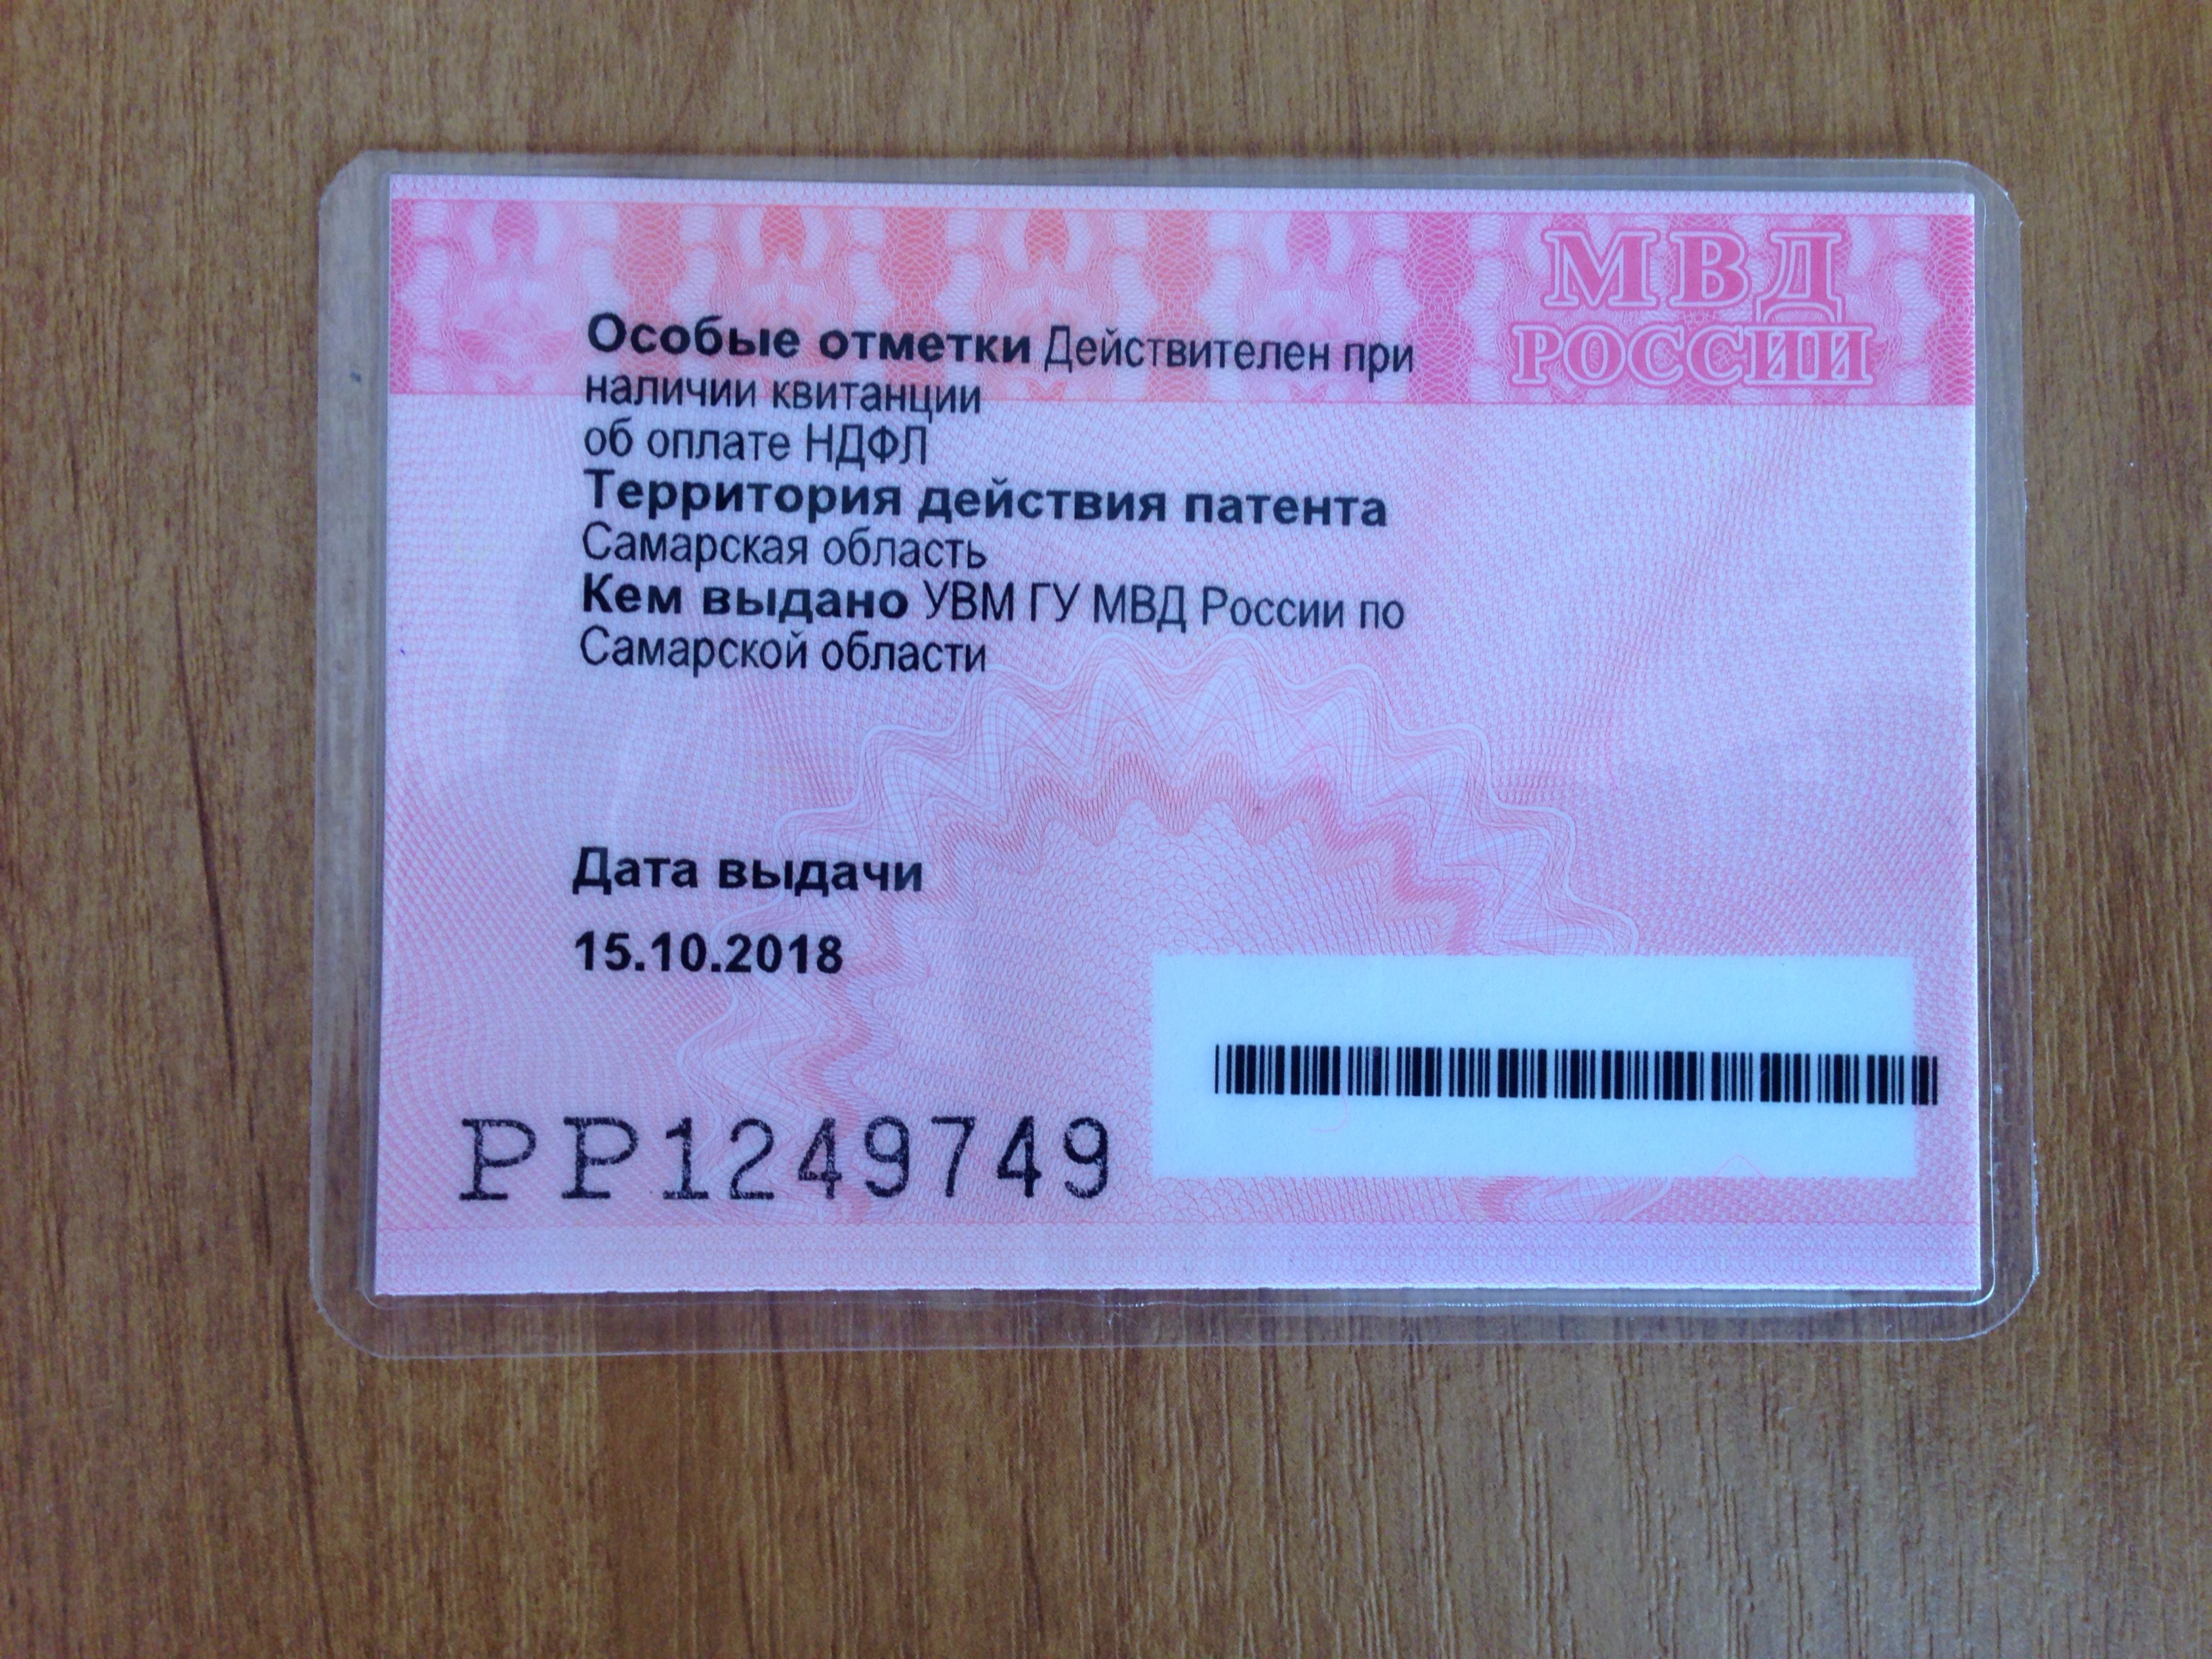 МВД
РОССИИ
Особые отметки Действителен при
наличии квитанции
об оплате НДФЛ
Территория действия патента
Самарская область
Кем выдано УВМ ГУ МВД России по
Самарской области
Дата выдачи
15.10.2018
РР1249749